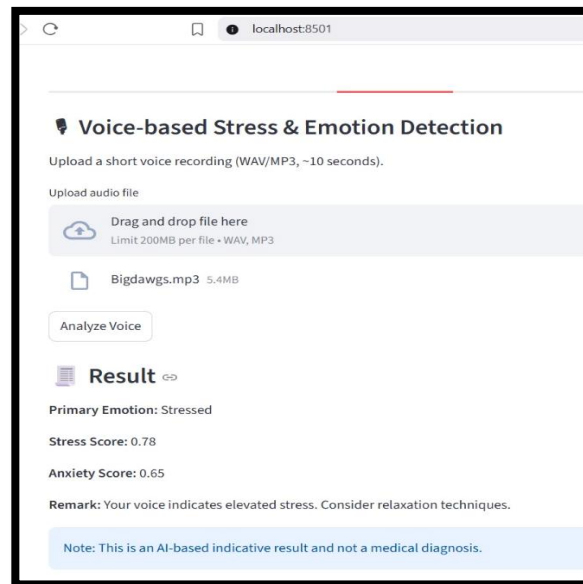 localhost:8501
Voice-based Stress & Emotion Detection
Upload a short voice recording (WAV/MP3, ~10 seconds).
Upload audio file
Drag and drop file here
Limit 200MB per file • WAV, MP3
Bigdawgs.mp3 5.4MB
Analyze Voice
Result
Primary Emotion: Stressed
Stress Score: 0.78
Anxiety Score: 0.65
Remark: Your voice indicates elevated stress. Consider relaxation techniques.
Note: This is an AI-based indicative result and not a medical diagnosis.